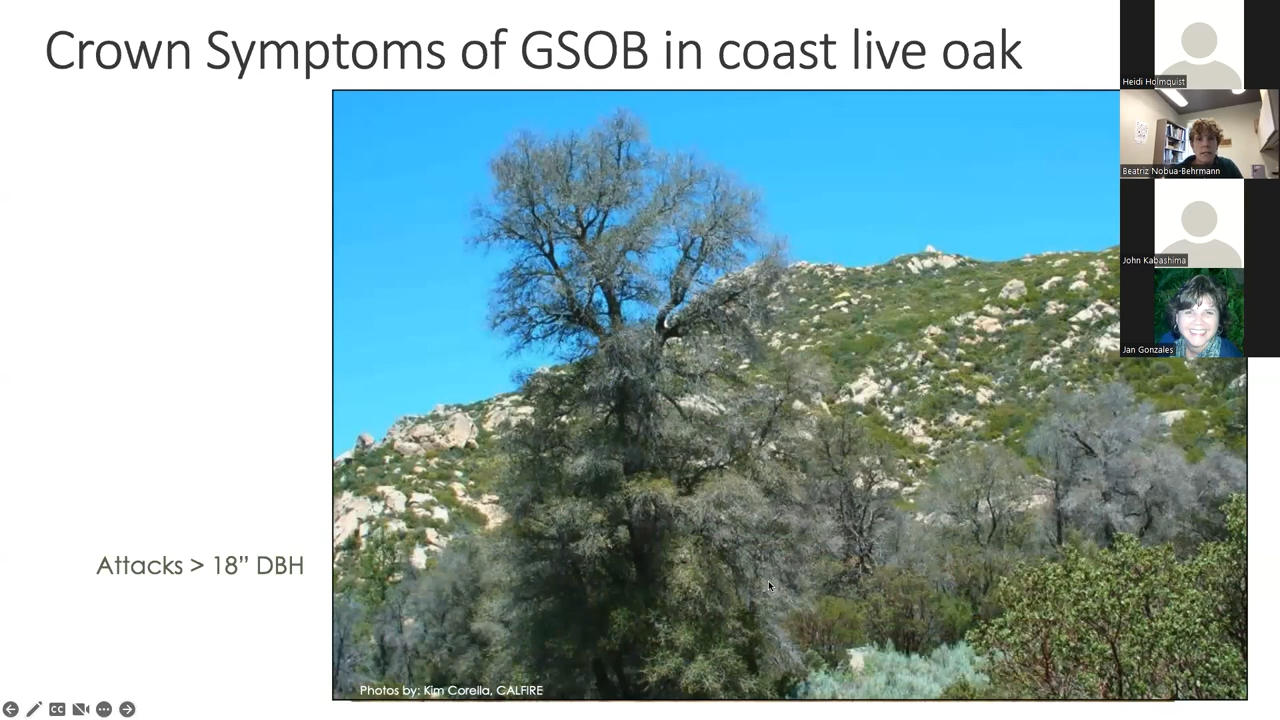 Crown Symptoms of GSOB in coast live oak
Heidi Holmquist
Beatriz Nobua-Behrmann
John Kabashima
Jan Gonzales
Attacks > 18” DBH
Photos by: Kim Corella, CALFIRE
CC